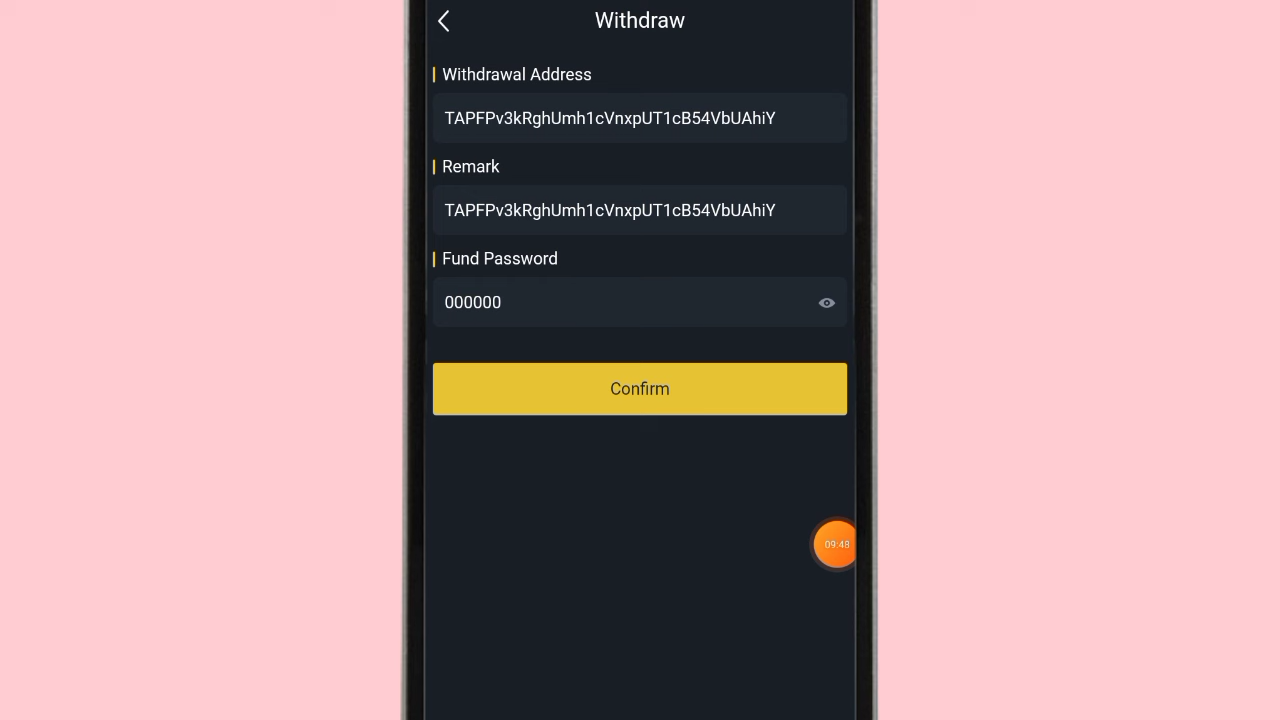 Withdraw
Withdrawal Address
TAPFPv3kRghUmh1cVnxpUT1cB54VbUAhiY
Remark
TAPFPv3kRghUmh1cVnxpUT1cB54VbUAhiY
Fund Password
000000
Confirm
09:48